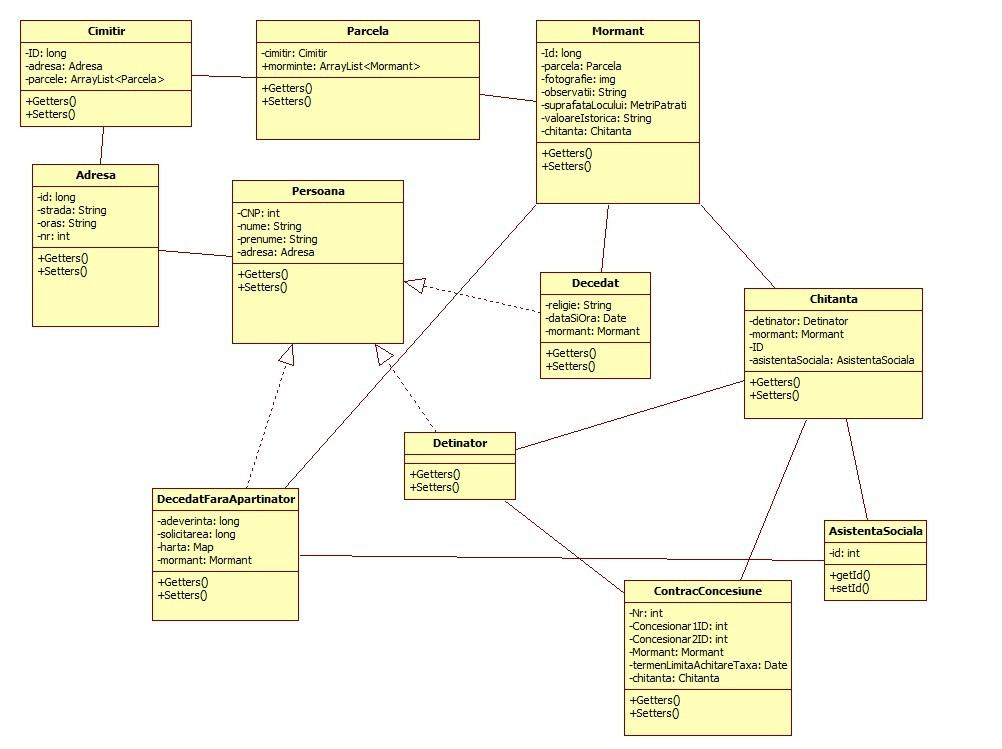 Cimitir
-ID: long
-adresa: Adresa
-parcele: ArrayList<Parcela>
+Getters()
+Setters()
Parcela
-cimitir: Cimitir
+morminte: ArrayList<Mormant>
+Getters()
+Setters()
Mormant
-Id: long
-parcela: Parcela
-fotografie: img
-observatii: String
-suprafataLocului: MetriPatrati
-valoareIstorica: String
-chitanta: Chitanta
+Getters()
+Setters()
Adresa
-id: long
-strada: String
-oras: String
-nr: int
+Getters()
+Setters()
Persoana
-CNP: int
-nume: String
-prenume: String
-adresa: Adresa
+Getters()
+Setters()
Decedat
-religie: String
-dataSiOra: Date
-mormant: Mormant
+Getters()
+Setters()
Chitanta
-detinator: Detinator
-mormant: Mormant
-ID
-asistentaSociala: AsistentaSociala
+Getters()
+Setters()
Detinator
+Getters()
+Setters()
DecedatFaraApartinator
-adeverinta: long
-solicitarea: long
-harta: Map
-mormant: Mormant
+Getters()
+Setters()
AsistentaSociala
-id: int
+getId()
+setId()
ContracConcesiune
-Nr: int
-Concesionar1ID: int
-Concesionar2ID: int
-Mormant: Mormant
-termenLimitaAchitareTaxa: Date
-chitanta: Chitanta
+Getters()
+Setters()